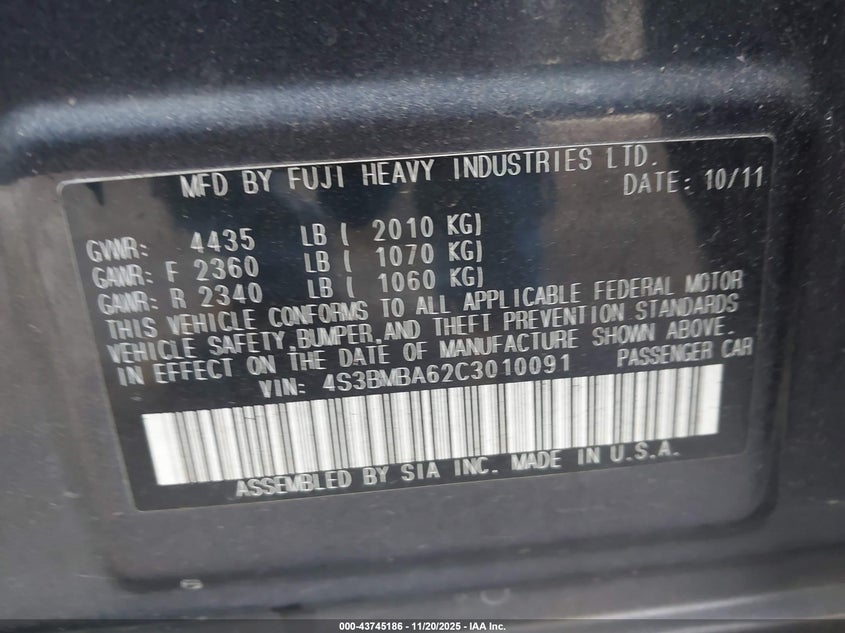 MFD BY FUJI HEAVY INDUSTRIES LTD.
DATE: 10/11
GVWR: 4435 LB ( 2010 KG)
GAWR: F 2360 LB ( 1070 KG)
GAWR: R 2340 LB ( 1060 KG)
THIS VEHICLE CONFORMS TO ALL APPLICABLE FEDERAL MOTOR
VEHICLE SAFETY,BUMPER,AND THEFT PREVENTION STANDARDS
IN EFFECT ON THE DATE OF MANUFACTURE SHOWN ABOVE.
VIN: 4S3BMBA62C3010091 PASSENGER CAR
ASSEMBLED BY SIA INC. MADE IN U.S.A.
000-43745186 - 11/20/2025 - IAA Inc.